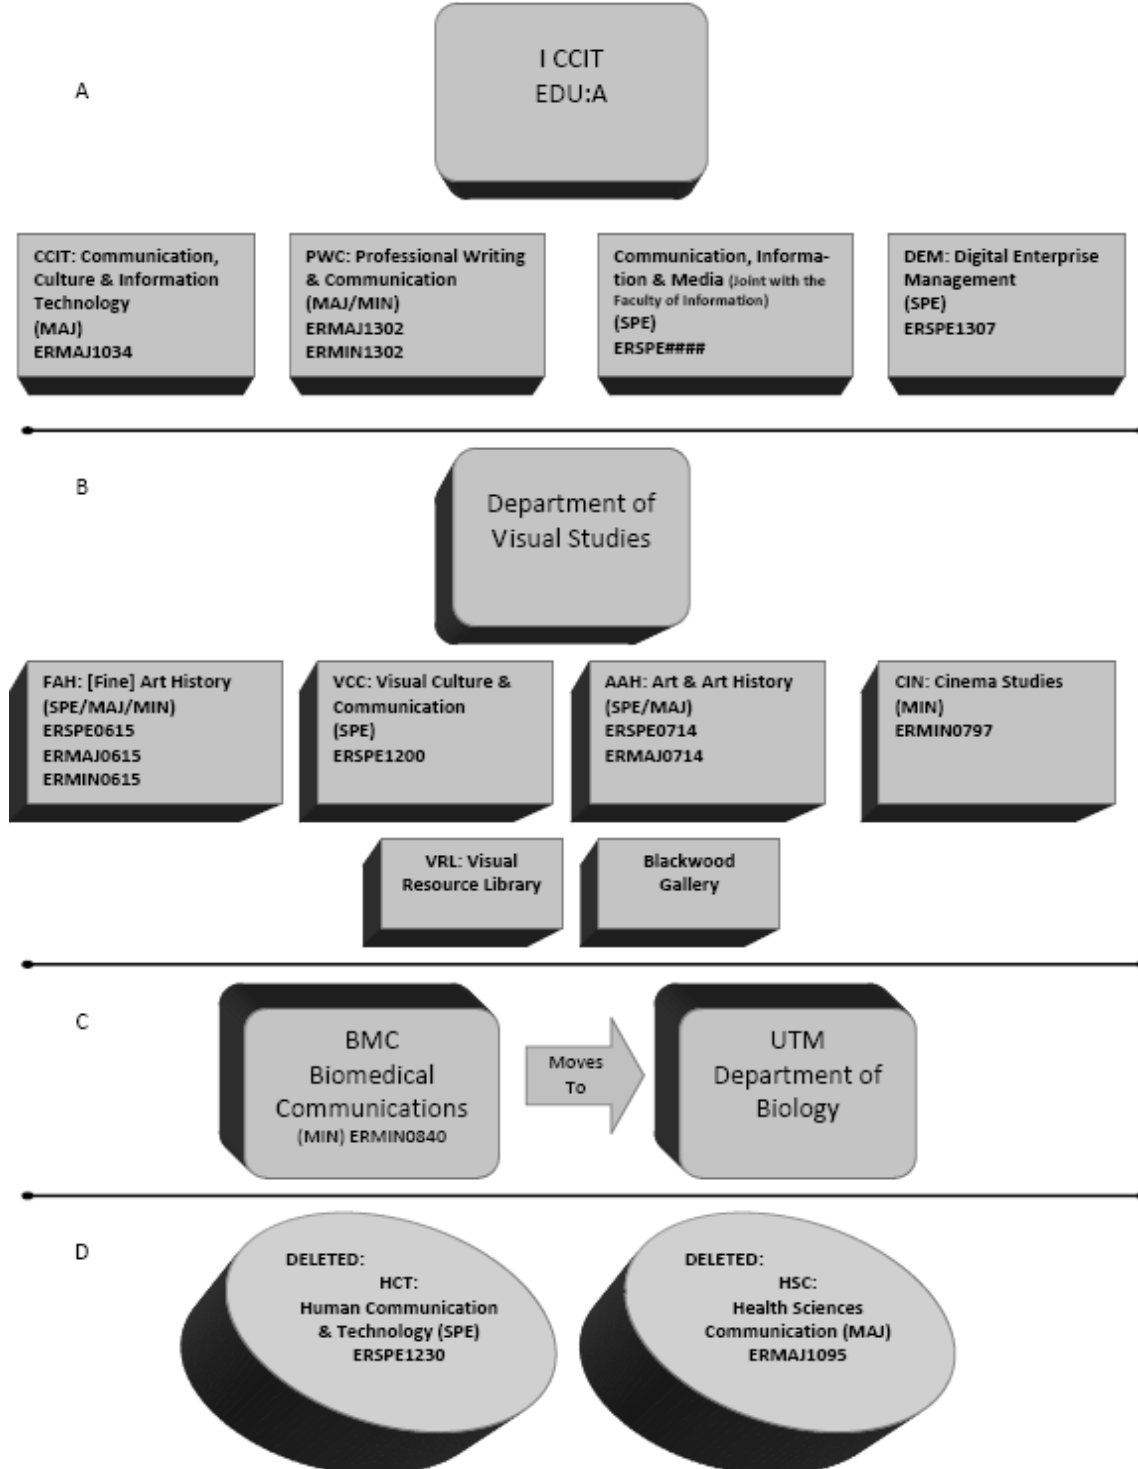 A
I CCIT
EDU:A
CCIT: Communication,
Culture & Information
Technology
(MAJ)
ERMAJ1034
PWC: Professional Writing
& Communication
(MAJ/MIN)
ERMAJ1302
ERMIN1302
Communication, Informa-
tion & Media (Joint with the
Faculty of Information)
(SPE)
ERSPE####
DEM: Digital Enterprise
Management
(SPE)
ERSPE1307
B
Department of
Visual Studies
FAH: [Fine] Art History
(SPE/MAJ/MIN)
ERSPE0615
ERMAJ0615
ERMIN0615
VCC: Visual Culture &
Communication
(SPE)
ERSPE1200
AAH: Art & Art History
(SPE/MAJ)
ERSPE0714
ERMAJ0714
CIN: Cinema Studies
(MIN)
ERMIN0797
VRL: Visual
Resource Library
Blackwood
Gallery
C
BMC
Biomedical
Communications
(MIN) ERMIN0840
Moves
To
UTM
Department of
Biology
D
DELETED:
HCT:
Human Communication
& Technology (SPE)
ERSPE1230
DELETED:
HSC:
Health Sciences
Communication (MAJ)
ERMAJ1095